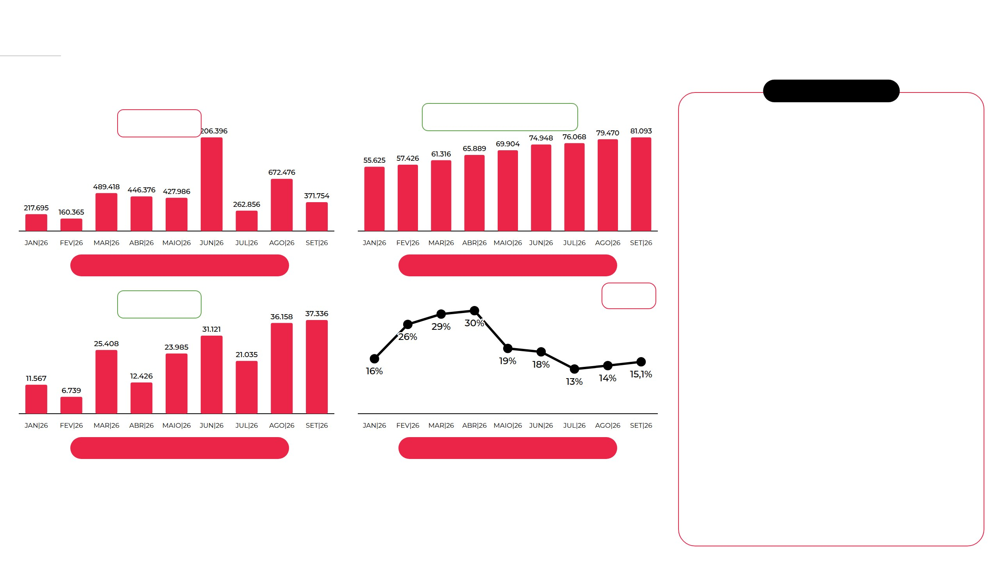 217.695 160.365 489.418 446.376 427.986 206.396 262.856 672.476 371.754
JAN|26 FEV|26 MAR|26 ABR|26 MAIO|26 JUN|26 JUL|26 AGO|26 SET|26
55.625 57.426 61.316 65.889 69.904 74.948 76.068 79.470 81.093
JAN|26 FEV|26 MAR|26 ABR|26 MAIO|26 JUN|26 JUL|26 AGO|26 SET|26
11.567 6.739 25.408 12.426 23.985 31.121 21.035 36.158 37.336
JAN|26 FEV|26 MAR|26 ABR|26 MAIO|26 JUN|26 JUL|26 AGO|26 SET|26
16% 26% 29% 30% 19% 18% 13% 14% 15,1%
JAN|26 FEV|26 MAR|26 ABR|26 MAIO|26 JUN|26 JUL|26 AGO|26 SET|26